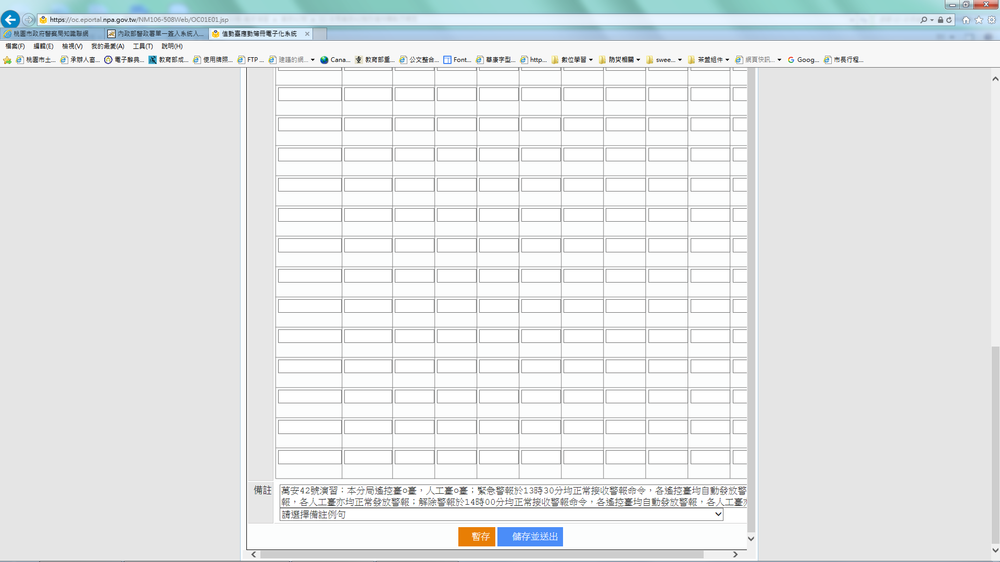 https://oc.eportal.npa.gov.tw/NM106-508Web/OC01E01.jsp
桃園市政府警察局知識聯網
內政部警政署單一簽入系統入...
值勤臺應勤簿冊電子化系統
檔案(F) 編輯(E) 檢視(V) 我的最愛(A) 工具(T) 說明(H)
桃園市土... 承辦人窗... 電子辭典... 教育部成... 使用牌照... FTP ... 建議的網... Cana... 教育部重... 公文整合... Font... 華康字型... http... 數位學習 防災相關 swee... 茶盤組件 網頁快訊... Goog... 市長行程...
備註
萬安42號演習：本分局遙控臺○臺，人工臺○臺；緊急警報於13時30分均正常接收警報命令，各遙控臺均自動發放警
報，各人工臺亦均正常發放警報；解除警報於14時00分均正常接收警報命令，各遙控臺均自動發放警報，各人工臺亦
請選擇備註例句
暫存 儲存並送出